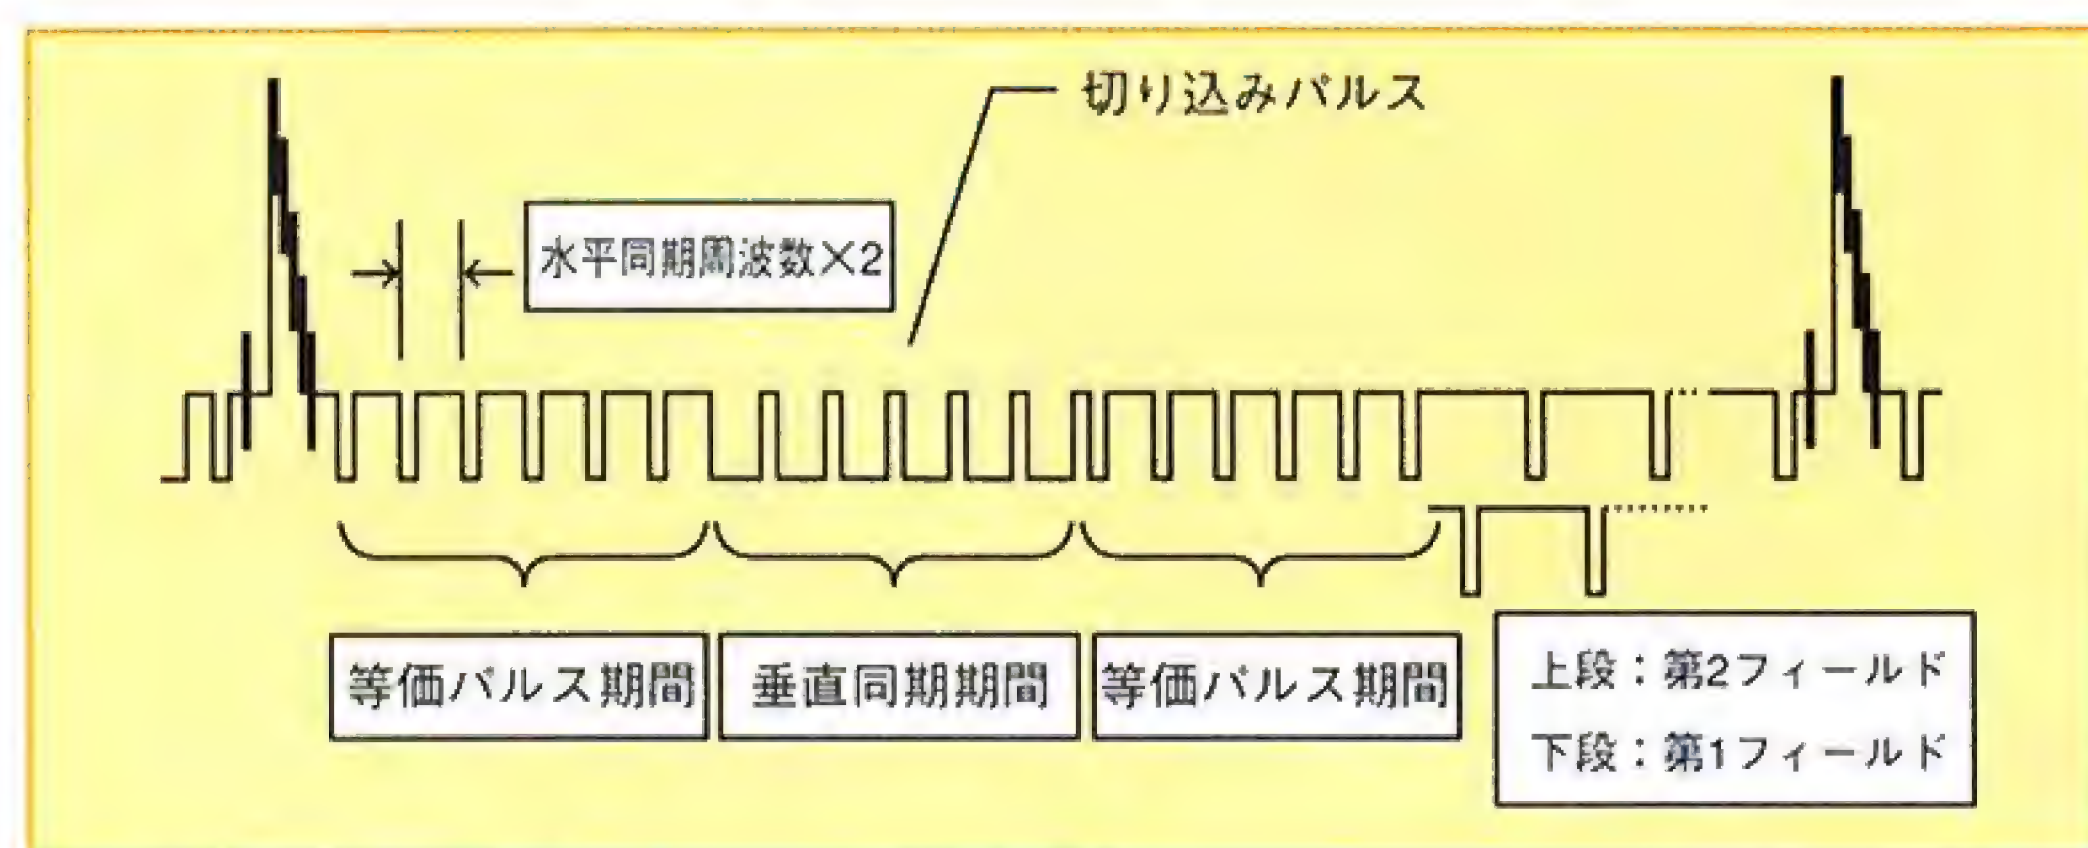 切り込みパルス
水平同期周波数×2
等価パルス期間
垂直同期期間
等価パルス期間
上段：第2フィールド
下段：第1フィールド